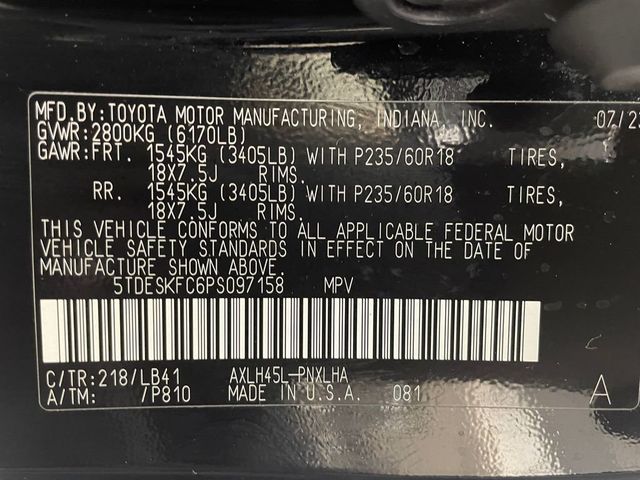 MFD.BY:TOYOTA MOTOR MANUFACTURING, INDIANA, INC. 07/23
GVWR:2800KG (6170LB)
GAWR:FRT. 1545KG (3405LB) WITH P235/60R18 TIRES,
18X7.5J RIMS.
RR. 1545KG (3405LB) WITH P235/60R18 TIRES,
18X7.5J RIMS.
THIS VEHICLE CONFORMS TO ALL APPLICABLE FEDERAL MOTOR
VEHICLE SAFETY STANDARDS IN EFFECT ON THE DATE OF
MANUFACTURE SHOWN ABOVE.
5TDESKFC6PS097158 MPV
C/TR:218/LB41 AXLH45L-PNXLHA
A/TM: /P810 MADE IN U.S.A. 081 A